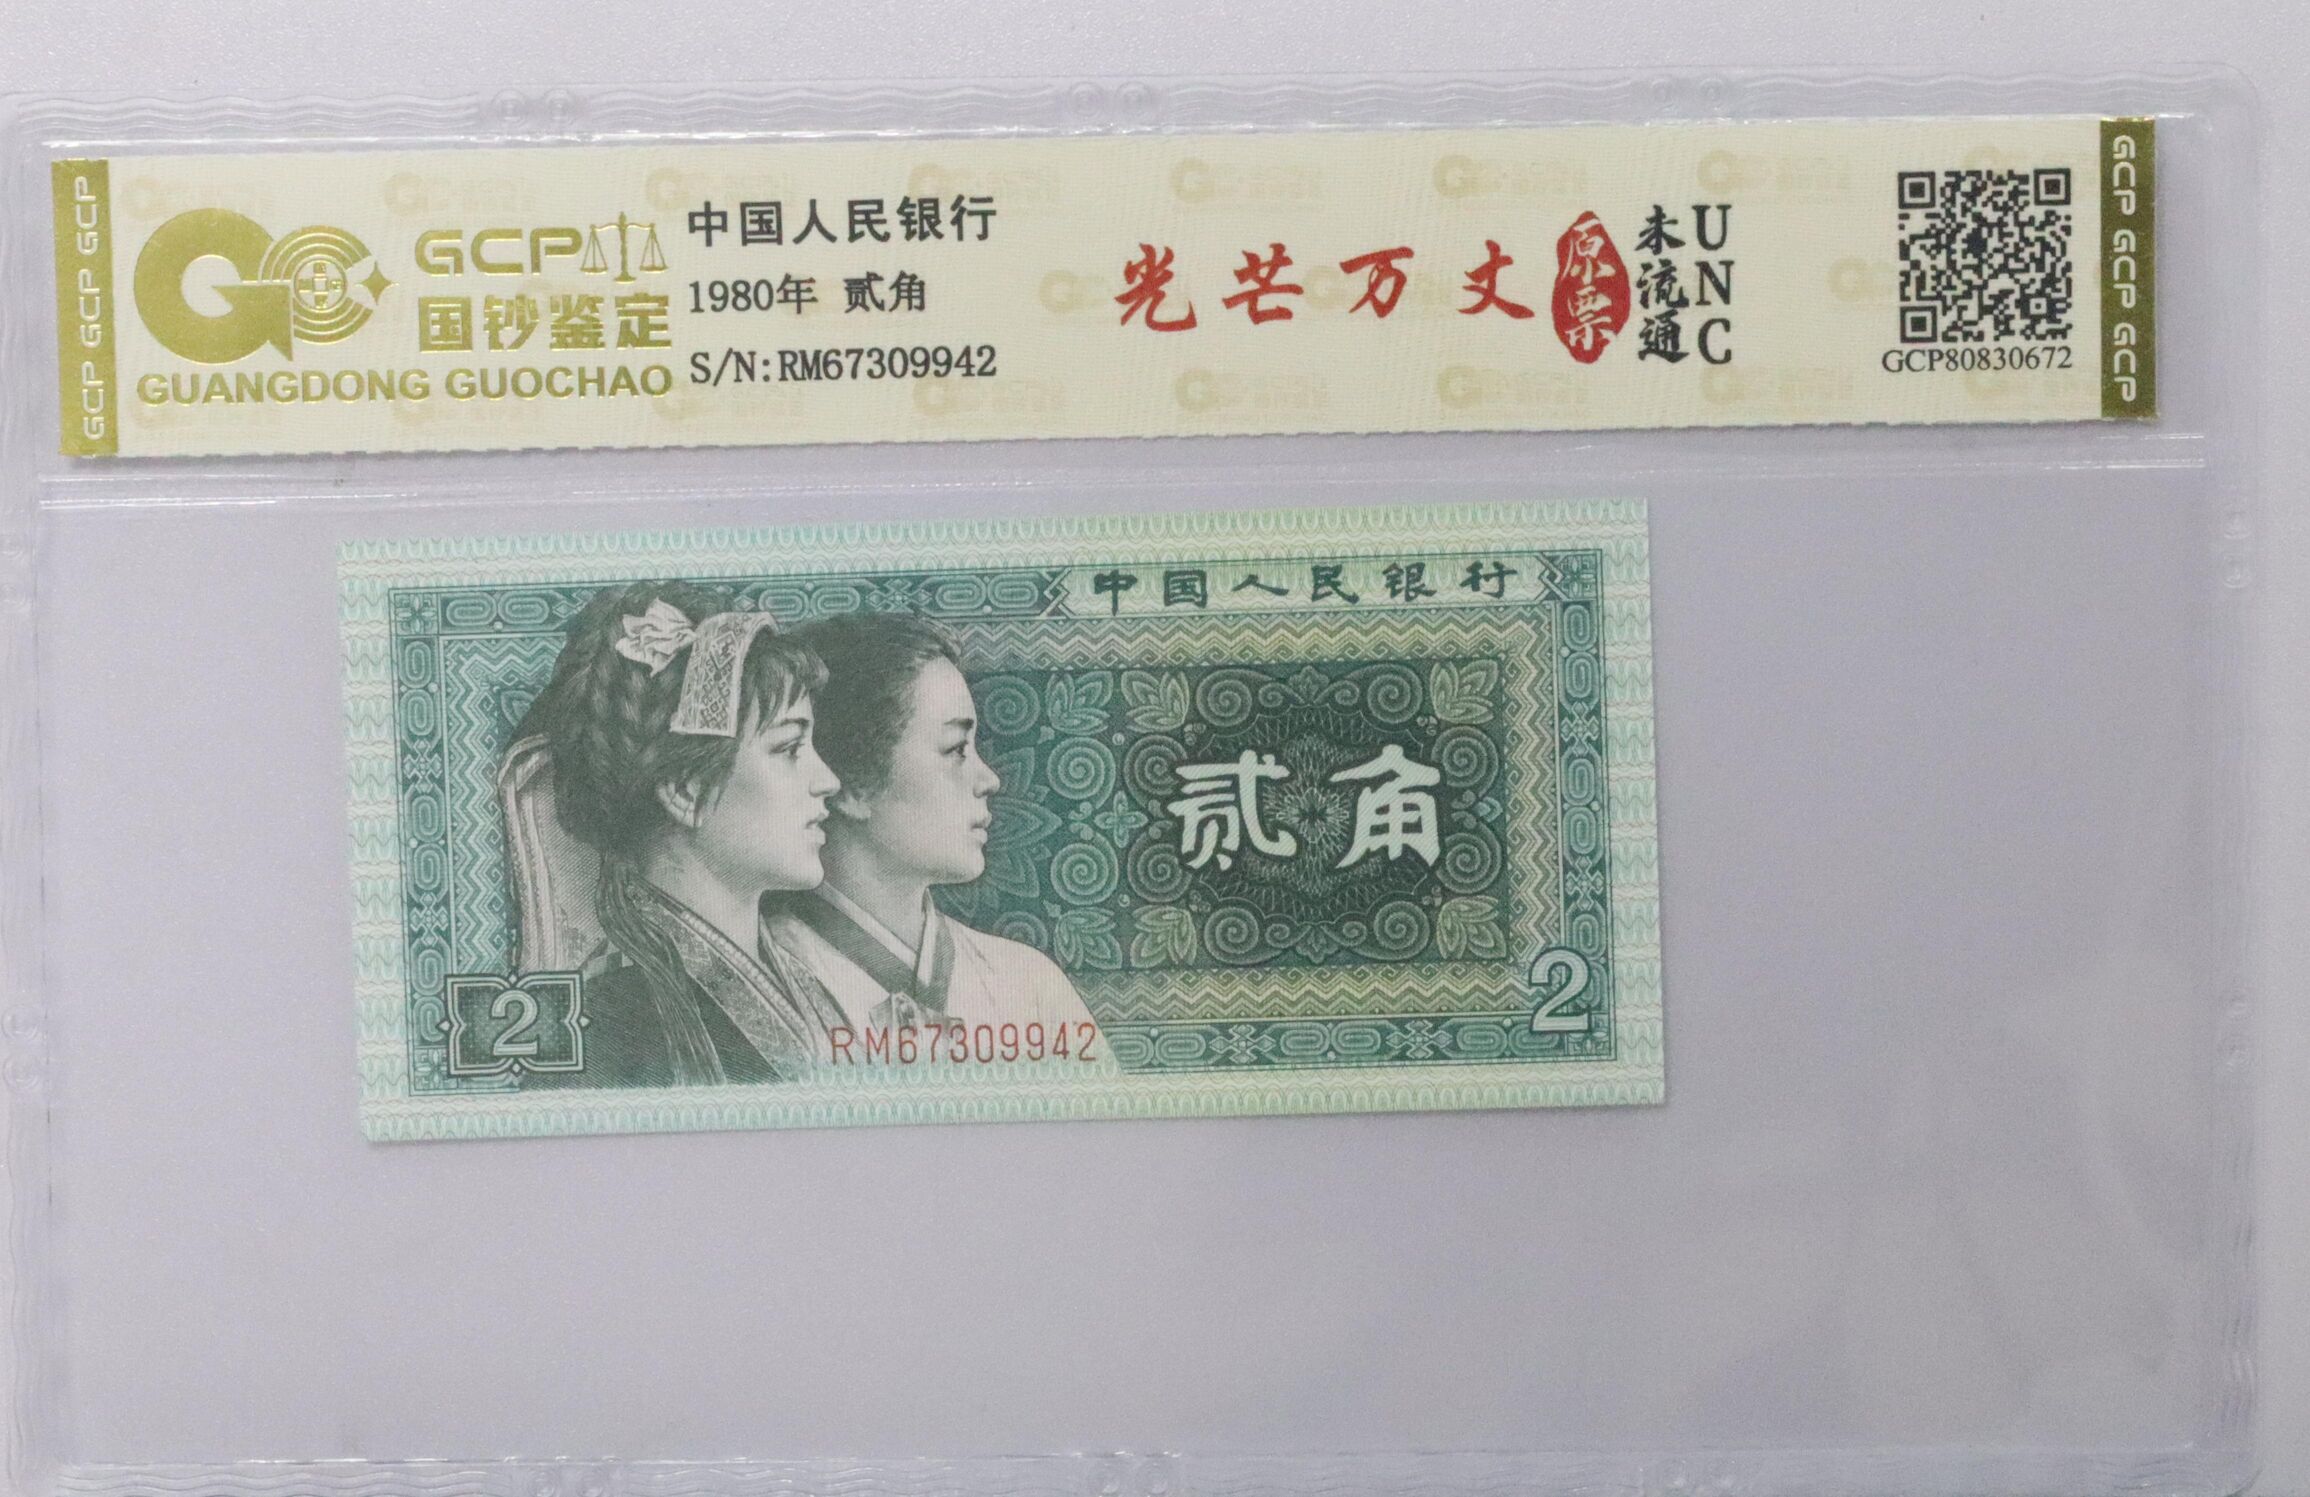 GCP GCP GCP
GCP
国钞鉴定
GUANGDONG GUOCHAO
中国人民银行
1980年 贰角
S/N:RM67309942
光芒万丈
原票
未流通
UNC
GCP80830672
GCP GCP GCP
中国人民银行
贰角
2
RM67309942
2